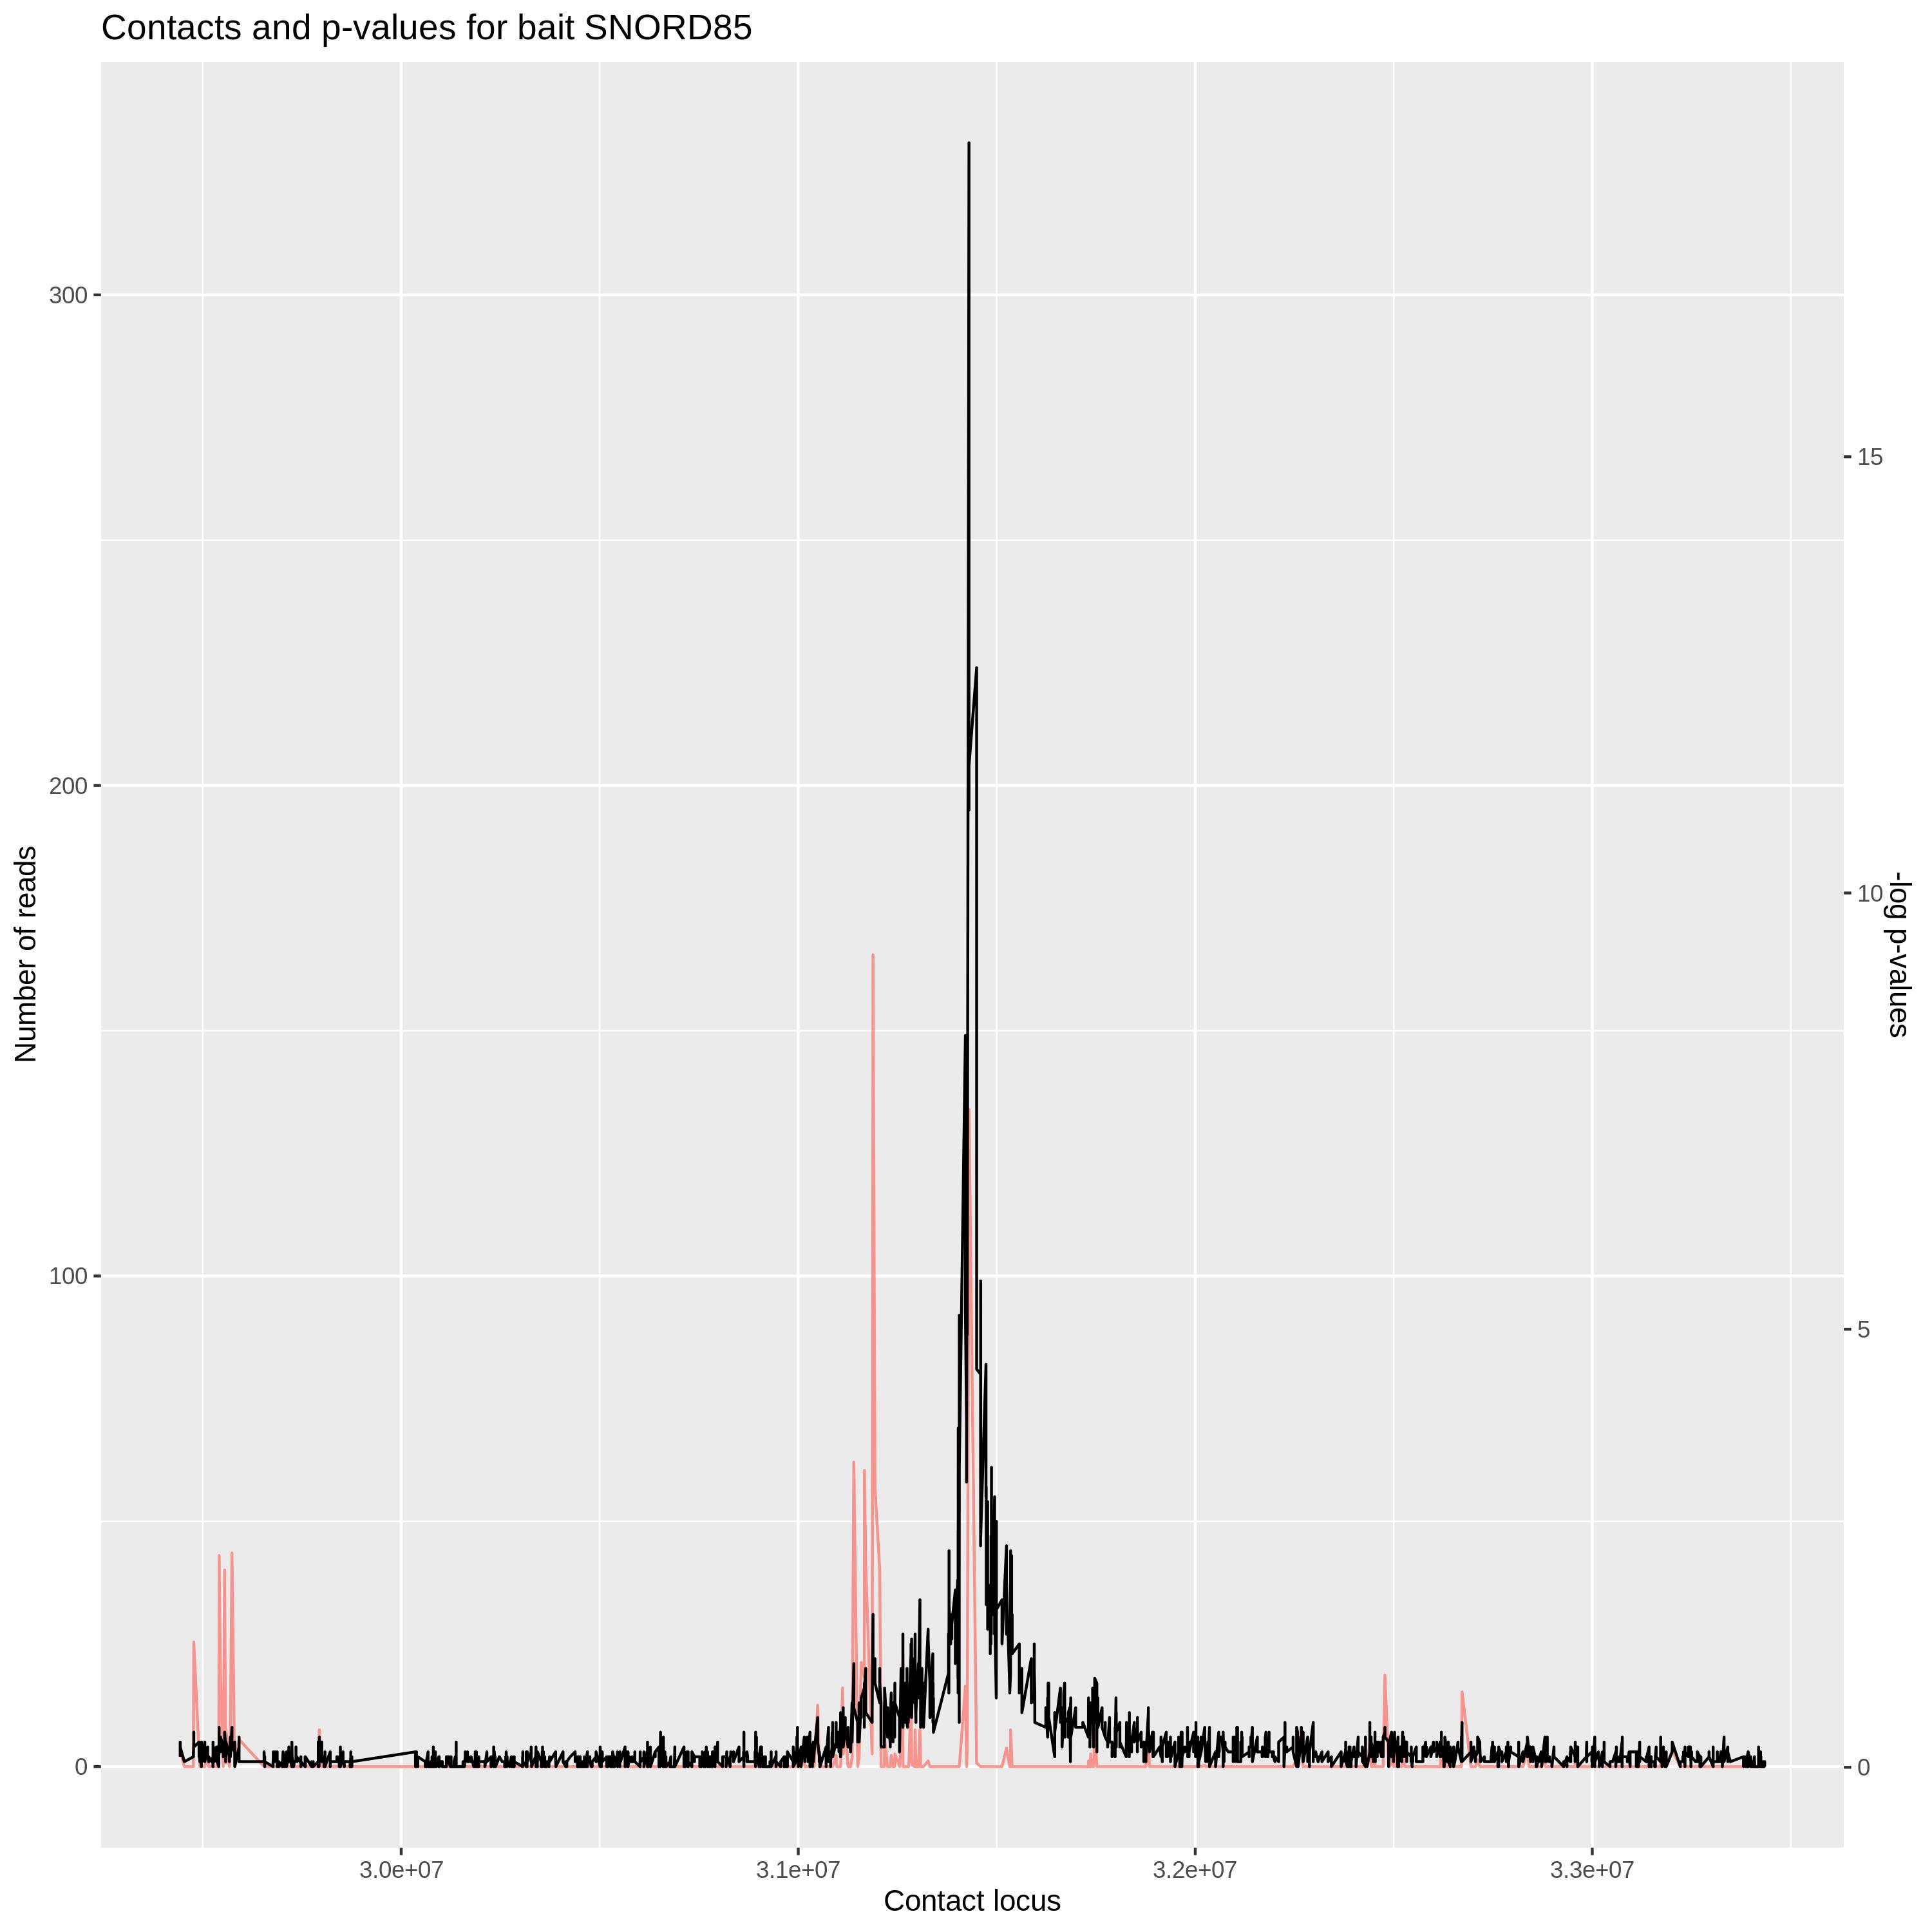 Contacts and p-values for bait SNORD85
300
200
100
0
Number of reads
15
10
5
0
-log p-values
3.0e+07
3.1e+07
3.2e+07
3.3e+07
Contact locus